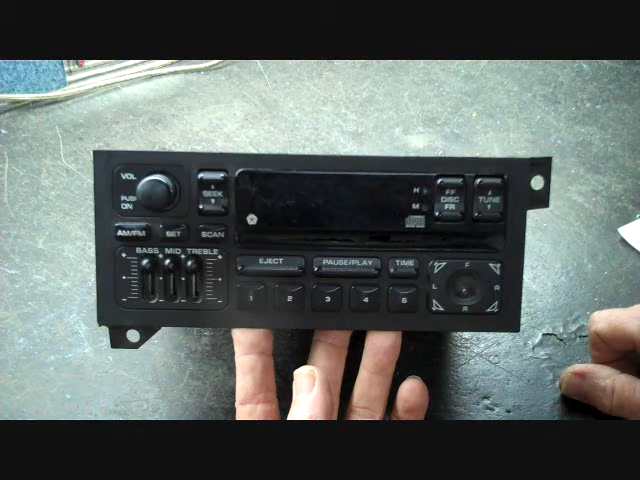 VOL
PUSH
ON
SEEK
H
M
FF
DISC
FR
TUNE
AM/FM
SET
SCAN
BASS MID TREBLE
EJECT
PAUSE/PLAY
TIME
1
2
3
4
5
F
L
R
R